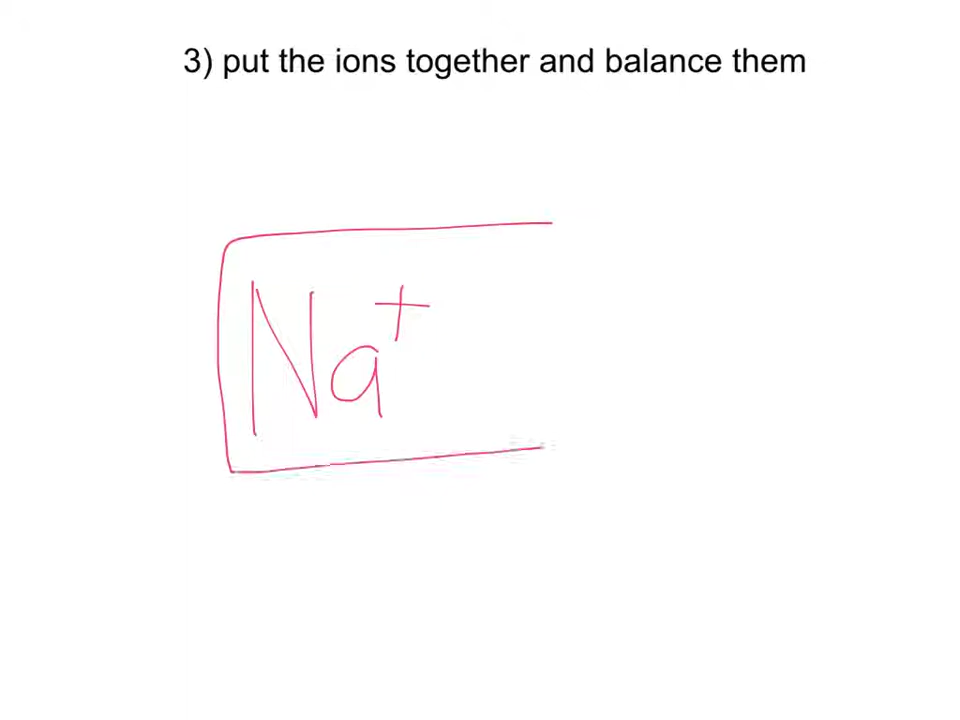 3) put the ions together and balance them
Na⁺